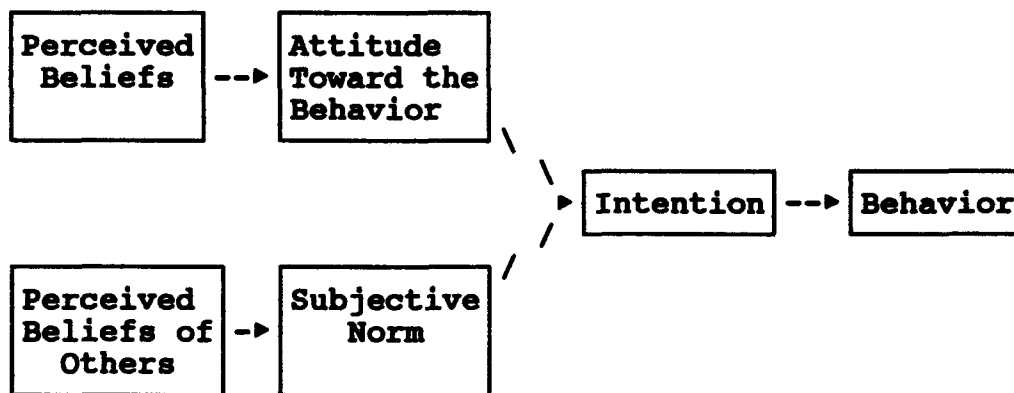 Perceived
Beliefs
Attitude
Toward the
Behavior
Intention
Behavior
Perceived
Beliefs of
Others
Subjective
Norm